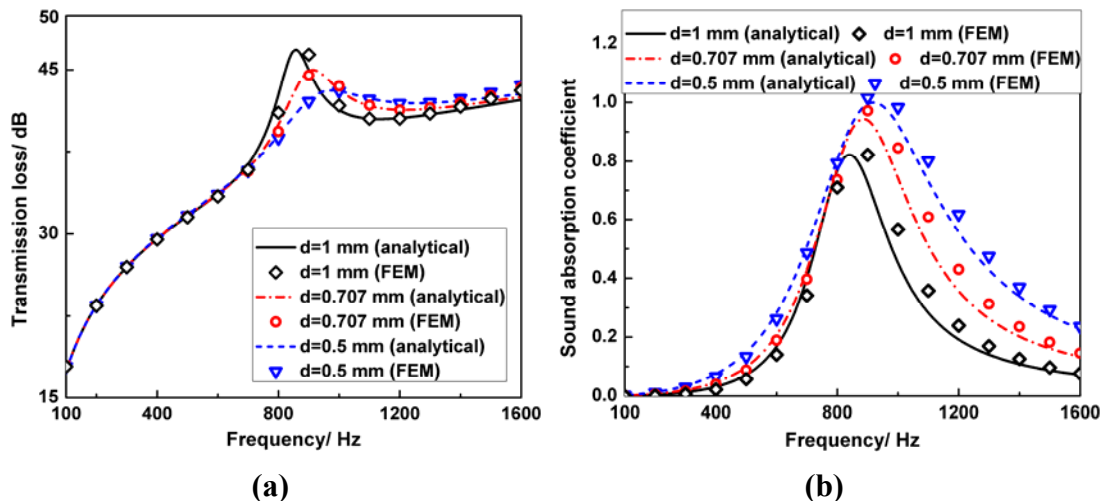 50
45
30
15
Transmission loss/ dB
d=1 mm (analytical)
d=1 mm (FEM)
d=0.707 mm (analytical)
d=0.707 mm (FEM)
d=0.5 mm (analytical)
d=0.5 mm (FEM)
100 400 800 1200 1600
Frequency/ Hz
(a)
d=1 mm (analytical) d=1 mm (FEM)
d=0.707 mm (analytical) d=0.707 mm (FEM)
d=0.5 mm (analytical) d=0.5 mm (FEM)
1.2
1.0
0.8
0.6
0.4
0.2
0.0
Sound absorption coefficient
100 400 800 1200 1600
Frequency/ Hz
(b)